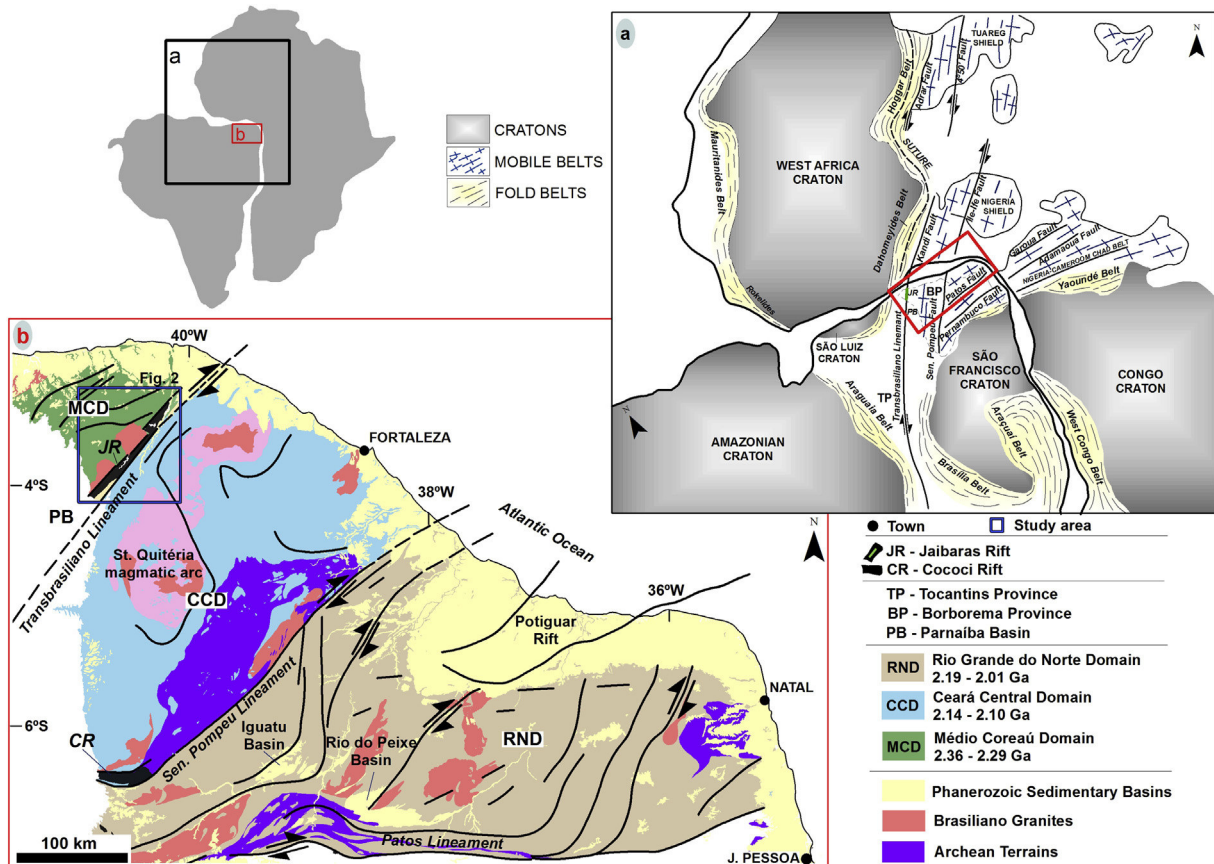 a
b
CRATONS
MOBILE BELTS
FOLD BELTS
a
N
TUAREG
SHIELD
Hoggar Belt
Adrar Fault
4°50' Fault
Mauritanides Belt
WEST AFRICA
CRATON
SUTURE
Dahomeyides Belt
Kandi Fault
Ile-Ife Fault
NIGERIA
SHIELD
Garoua Fault
Adamaoua Fault
NIGERIA-CAMEROOM CHAD BELT
Yaoundé Belt
Rokelides
JR
BP
PB
Patos Fault
Pernambuco Fault
SÃO LUIZ
CRATON
Transbrasiliano Linemant
Sen. Pompeu Fault
SÃO
FRANCISCO
CRATON
CONGO
CRATON
N
TP
Araguaia Belt
AMAZONIAN
CRATON
Brasília Belt
Araçuaí Belt
West Congo Belt
b
40°W
Fig. 2
MCD
JR
FORTALEZA
4°S
38°W
PB
Transbrasiliano Lineament
St. Quitéria
magmatic arc
CCD
Atlantic Ocean
N
36°W
Potiguar
Rift
NATAL
6°S
CR
Sen. Pompeu Lineament
Iguatu
Basin
Rio do Peixe
Basin
RND
Patos Lineament
100 km
J. PESSOA
Town
Study area
JR - Jaibaras Rift
CR - Cococi Rift
TP - Tocantins Province
BP - Borborema Province
PB - Parnaíba Basin
RND
Rio Grande do Norte Domain
2.19 - 2.01 Ga
CCD
Ceará Central Domain
2.14 - 2.10 Ga
MCD
Médio Coreaú Domain
2.36 - 2.29 Ga
Phanerozoic Sedimentary Basins
Brasiliano Granites
Archean Terrains